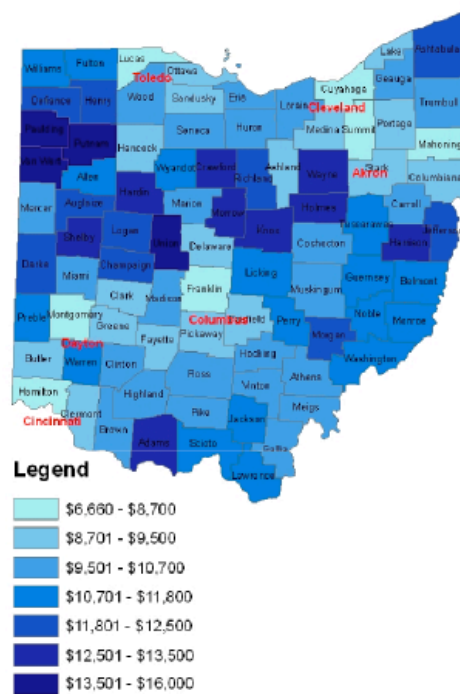 Lucas
Fulton
Williams
Ottawa
Toledo
Lake
Ashtabula
Geauga
Cuyahoga
Wood
Sandusky
Erie
Lorain
Cleveland
Trumbull
Defiance
Henry
Huron
Medina
Summit
Portage
Seneca
Mahoning
Paulding
Putnam
Hancock
Van Wert
Wyandot
Crawford
Richland
Ashland
Wayne
Stark
Akron
Columbiana
Allen
Hardin
Marion
Carroll
Mercer
Auglaize
Morrow
Knox
Holmes
Tuscarawas
Jefferson
Harrison
Shelby
Logan
Union
Delaware
Coshocton
Darke
Champaign
Licking
Guernsey
Belmont
Miami
Franklin
Muskingum
Clark
Madison
Preble
Montgomery
Columbus
Perry
Noble
Monroe
Greene
Pickaway
Morgan
Dayton
Fayette
Butler
Warren
Clinton
Hocking
Washington
Ross
Athens
Hamilton
Vinton
Highland
Clermont
Meigs
Cincinnati
Brown
Pike
Jackson
Adams
Scioto
Gallia
Lawrence
Legend
$6,660 - $8,700
$8,701 - $9,500
$9,501 - $10,700
$10,701 - $11,800
$11,801 - $12,500
$12,501 - $13,500
$13,501 - $16,000